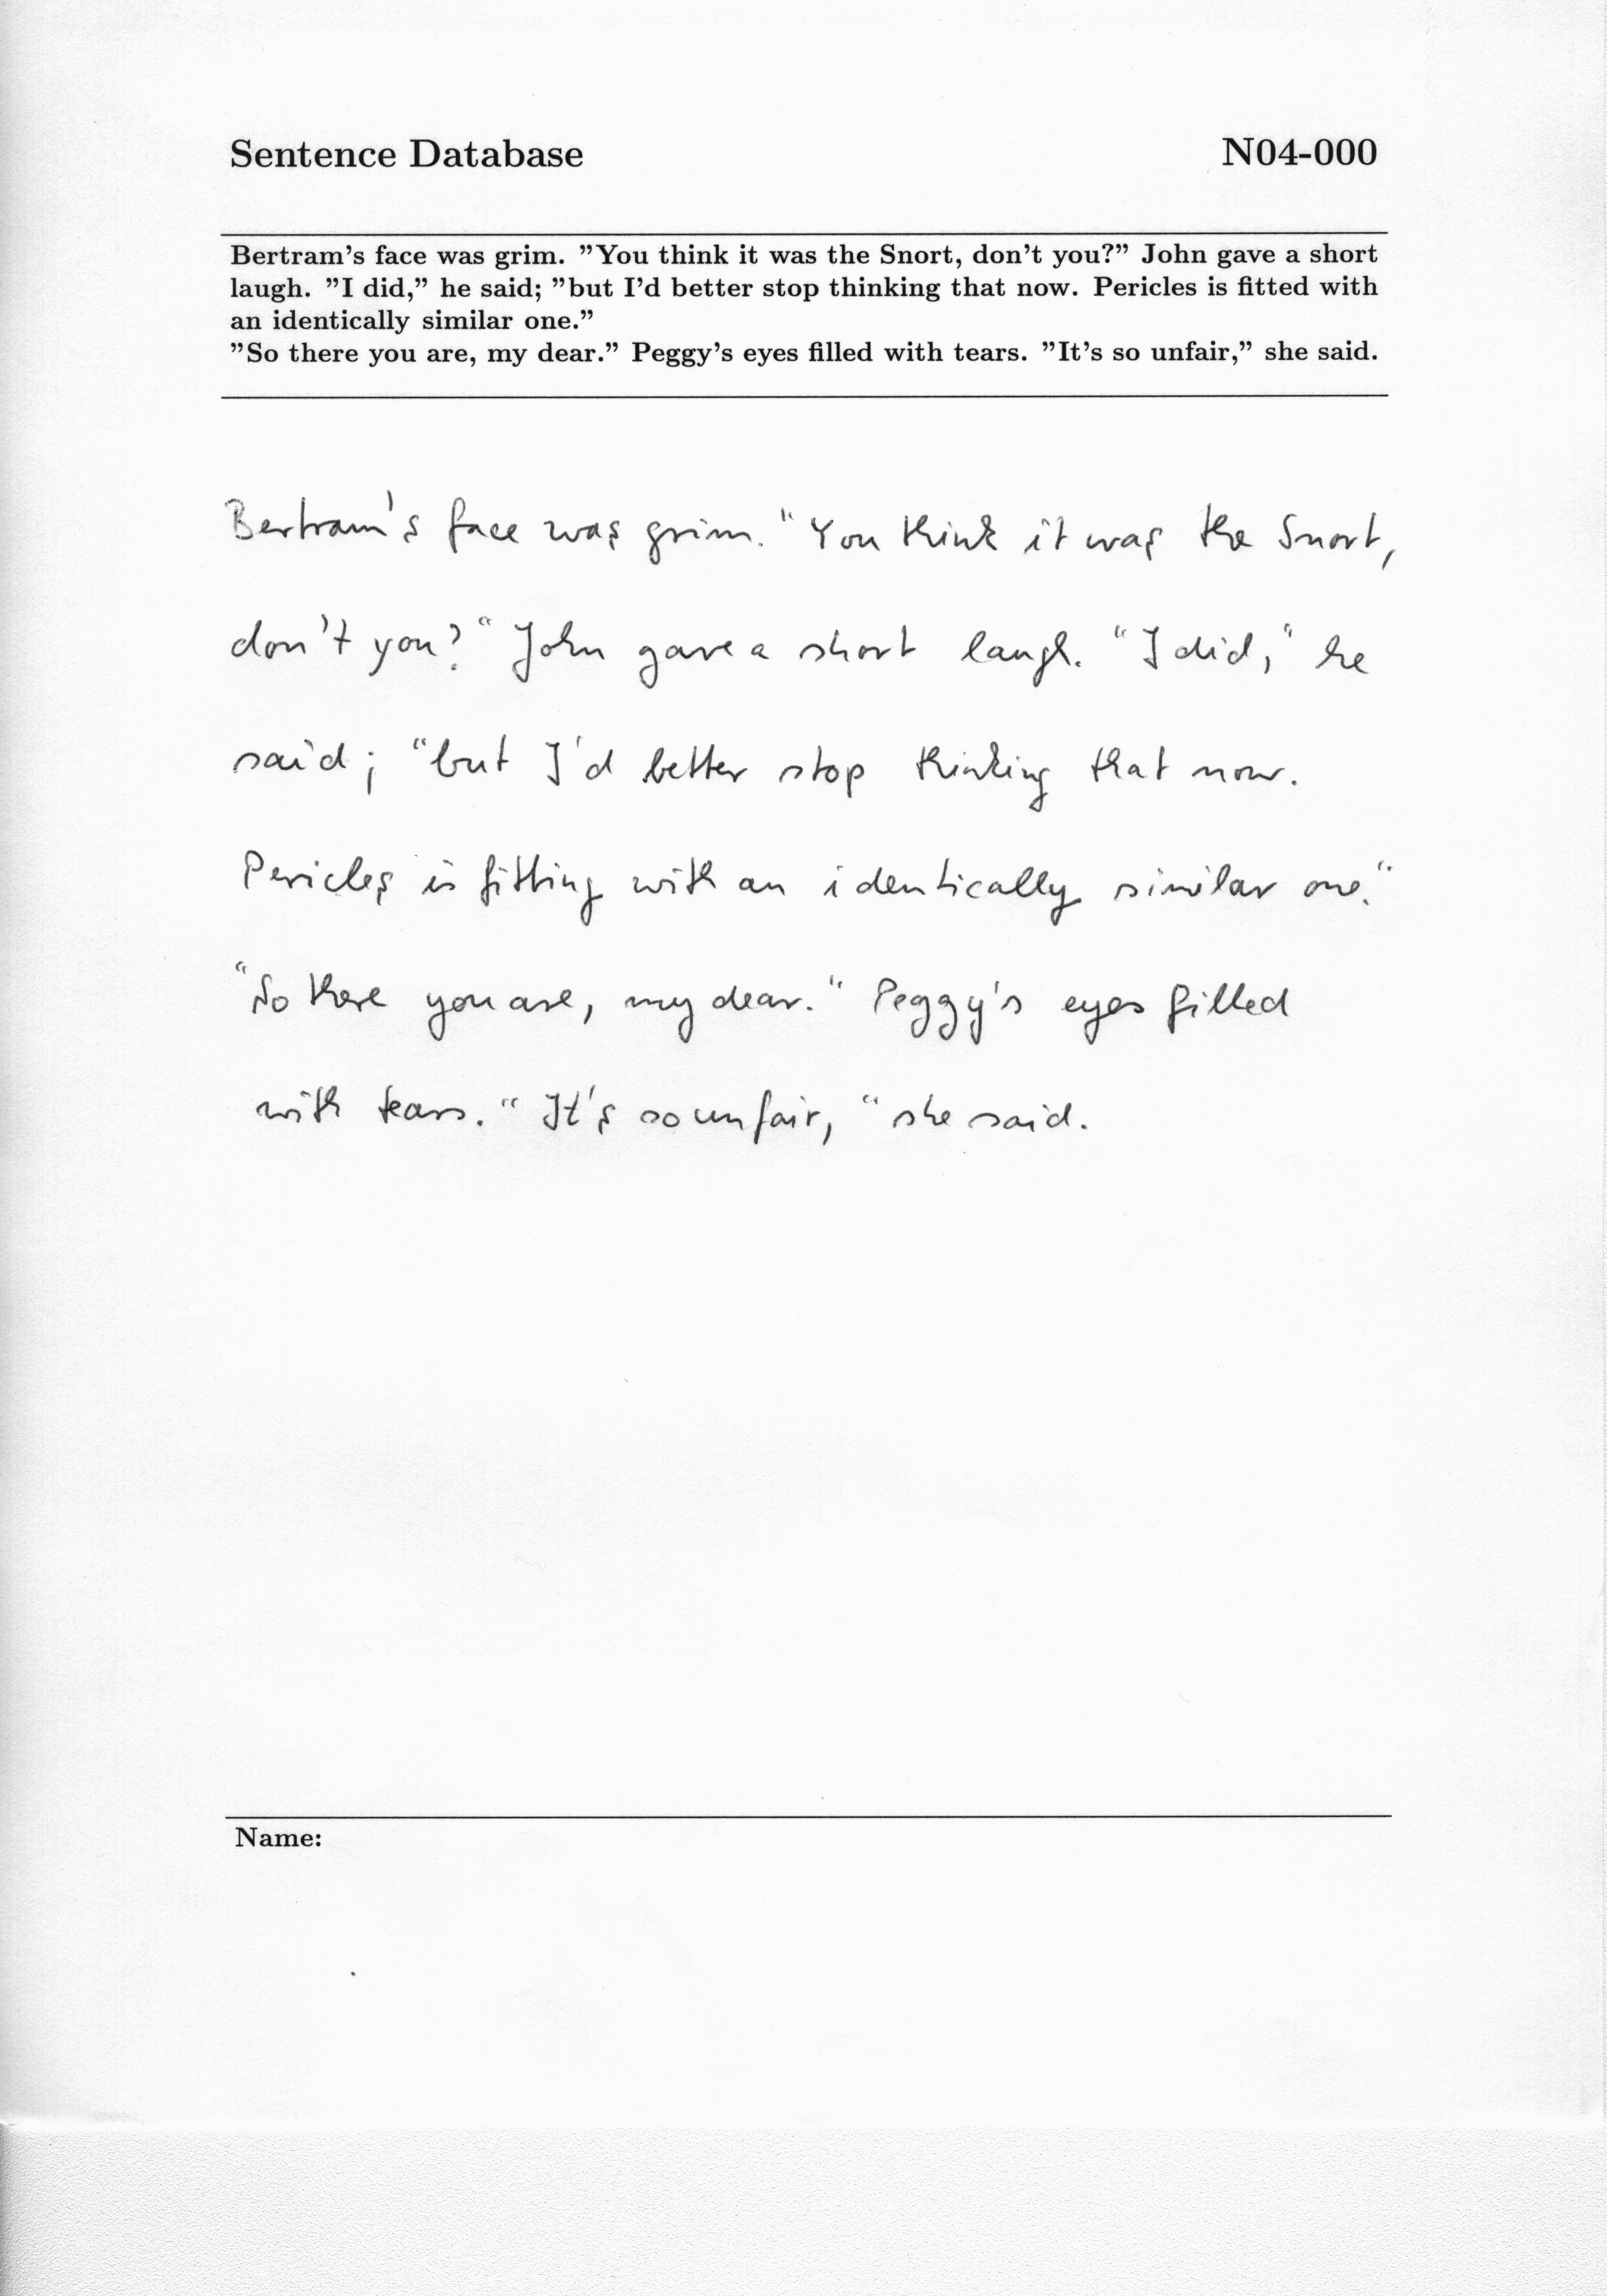 Sentence Database N04-000
Bertram's face was grim. "You think it was the Snort, don't you?" John gave a short
laugh. "I did," he said; "but I'd better stop thinking that now. Pericles is fitted with
an identically similar one."
"So there you are, my dear." Peggy's eyes filled with tears. "It's so unfair," she said.
Bertram's face was grim. "You think it was the Snort,
don't you?" John gave a short laugh. "I did," he
said; "but I'd better stop thinking that now.
Pericles is fitting with an identically similar one."
"So there you are, my dear." Peggy's eyes filled
with tears. "It's so unfair," she said.
Name: